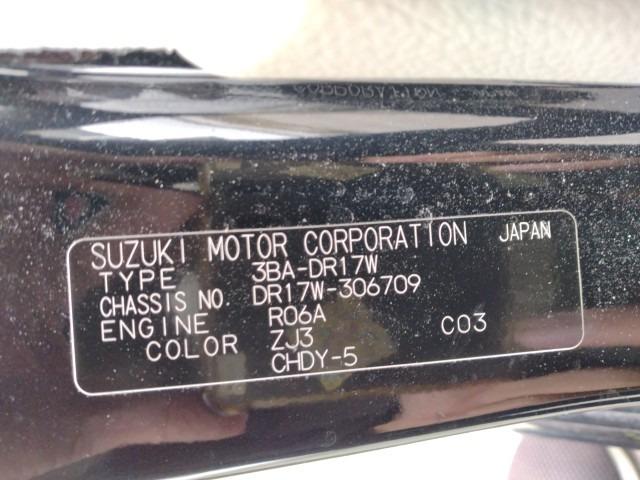 SUZUKI MOTOR CORPORATION JAPAN
TYPE 3BA-DR17W
CHASSIS NO. DR17W-306709
ENGINE R06A
COLOR ZJ3 C03
CHDY-5